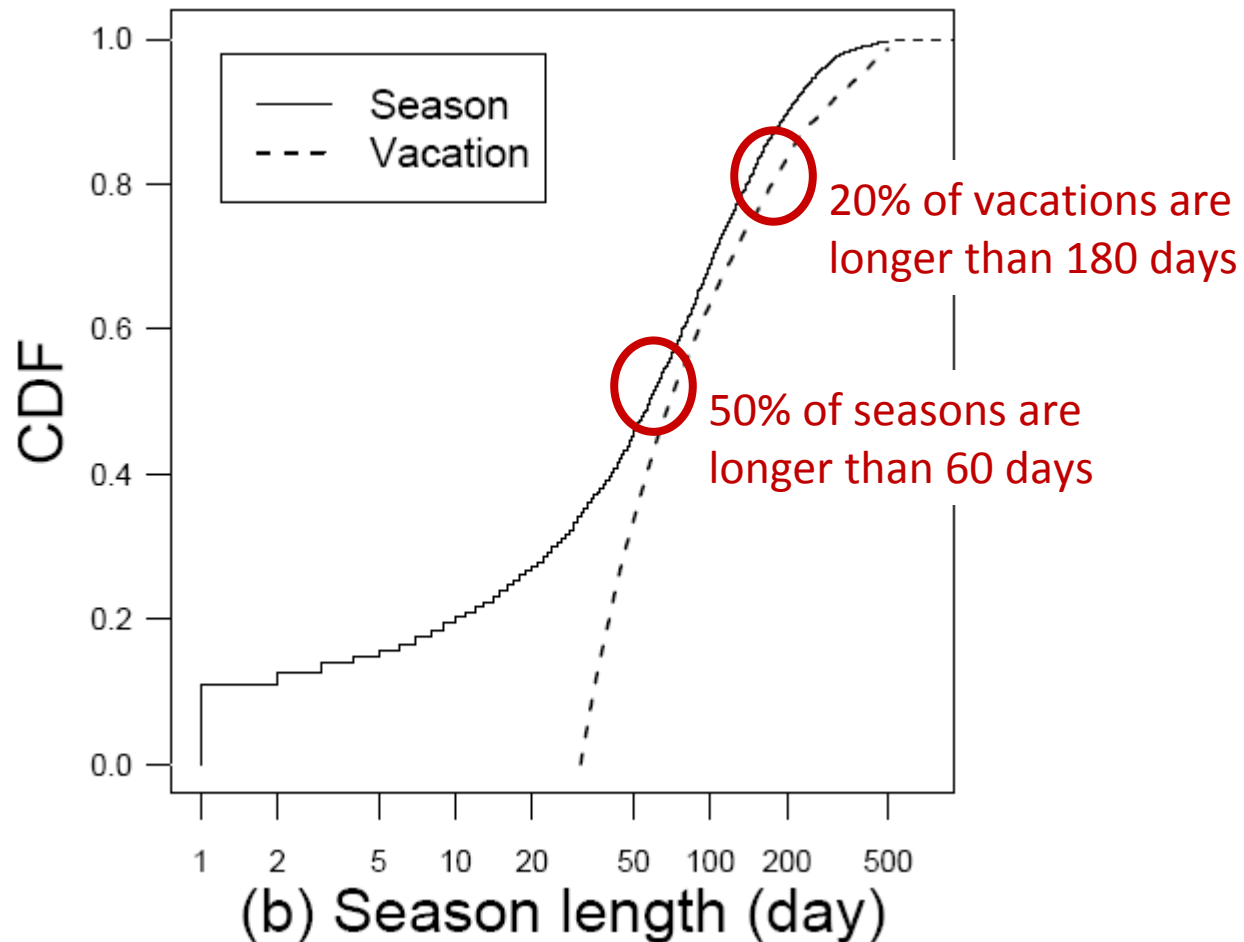 1.0
0.8
0.6
0.4
0.2
0.0
CDF
Season
Vacation
20% of vacations are
longer than 180 days
50% of seasons are
longer than 60 days
1 2 5 10 20 50 100 200 500
(b) Season length (day)